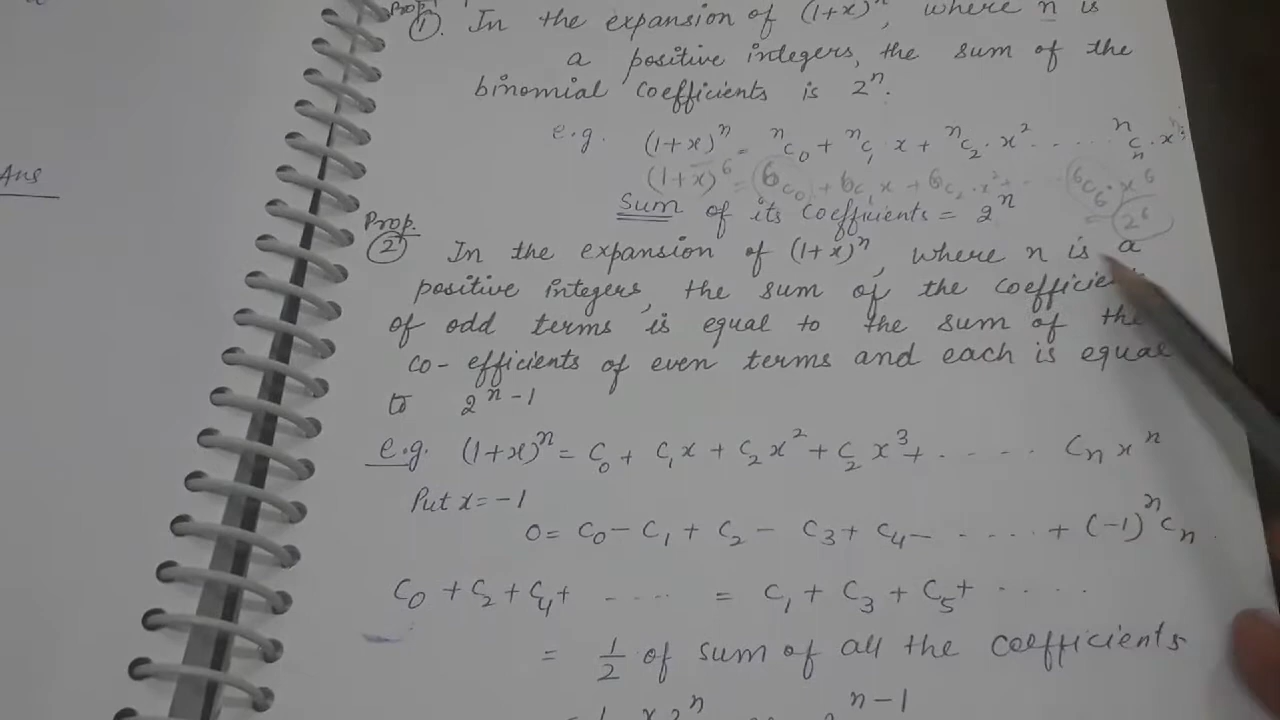 Prop.
①. In the expansion of (1+x)ⁿ, where n is
a positive integers, the sum of the
binomial coefficients is 2ⁿ.
e.g. (1+x)ⁿ = ⁿC₀ + ⁿC₁ x + ⁿC₂ . x² ..... ⁿCₙ . xⁿ
(1+x)⁶ = 6C₀ + 6C₁x + 6C₂ . x² + ... 6C₆ . x⁶
Sum of its coefficients = 2ⁿ
= 2⁶
Ans
Prop.
② In the expansion of (1+x)ⁿ, where n is a
positive integers, the sum of the
of odd terms is equal to the sum of the
co-efficients of even terms and each is equal
to 2ⁿ⁻¹
e.g. (1+x)ⁿ = C₀ + C₁x + C₂x² + C₂x³ + ..... Cₙxⁿ
Put x = -1
0 = C₀ - C₁ + C₂ - C₃ + C₄ - ..... + (-1)ⁿ Cₙ
C₀ + C₂ + C₄ + .... = C₁ + C₃ + C₅ + .....
= 1/2 of sum of all the coefficients
n-1